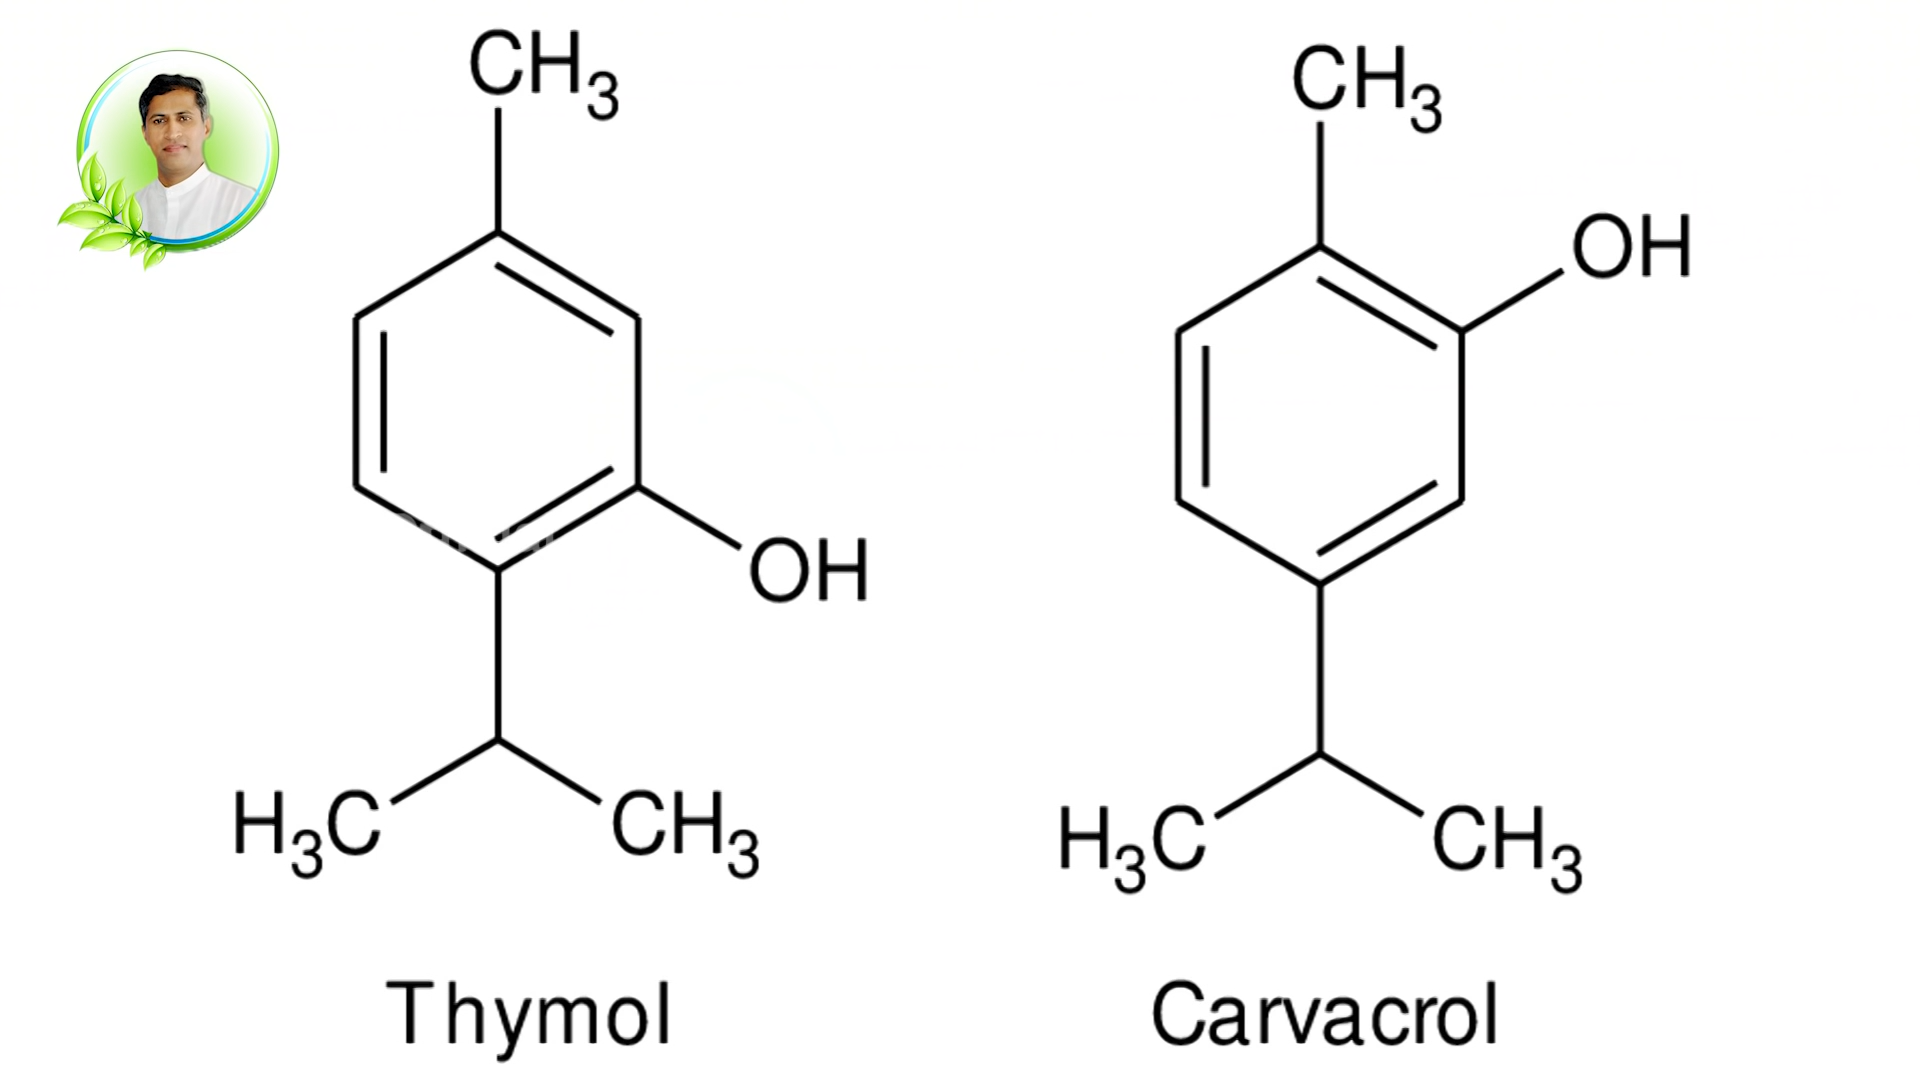 CH3
CH3
OH
OH
H3C
CH3
H3C
CH3
Thymol
Carvacrol